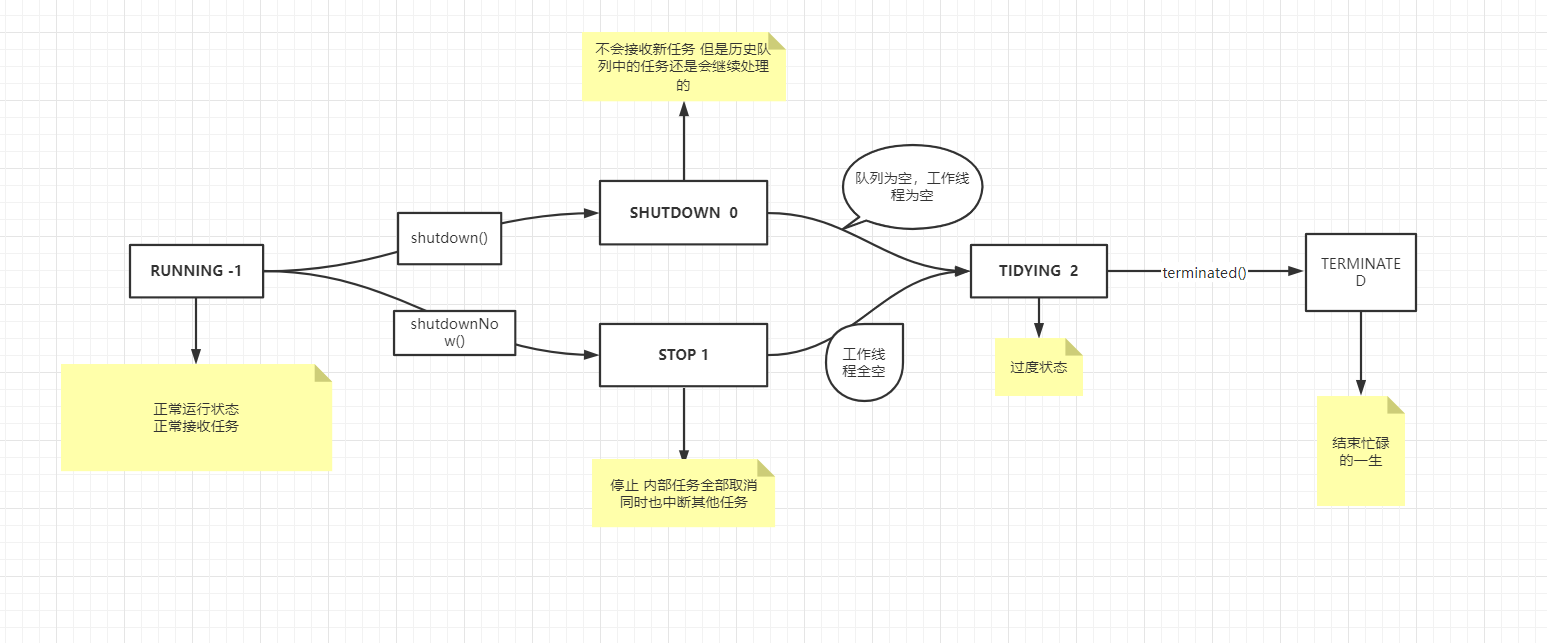 不会接收新任务 但是历史队
列中的任务还是会继续处理
的
队列为空，工作线
程为空
SHUTDOWN 0
shutdown()
RUNNING -1
TIDYING 2
terminated()
TERMINATE
D
shutdownNo
w()
STOP 1
工作线
程全空
过度状态
正常运行状态
正常接收任务
结束忙碌
的一生
停止 内部任务全部取消
同时也中断其他任务